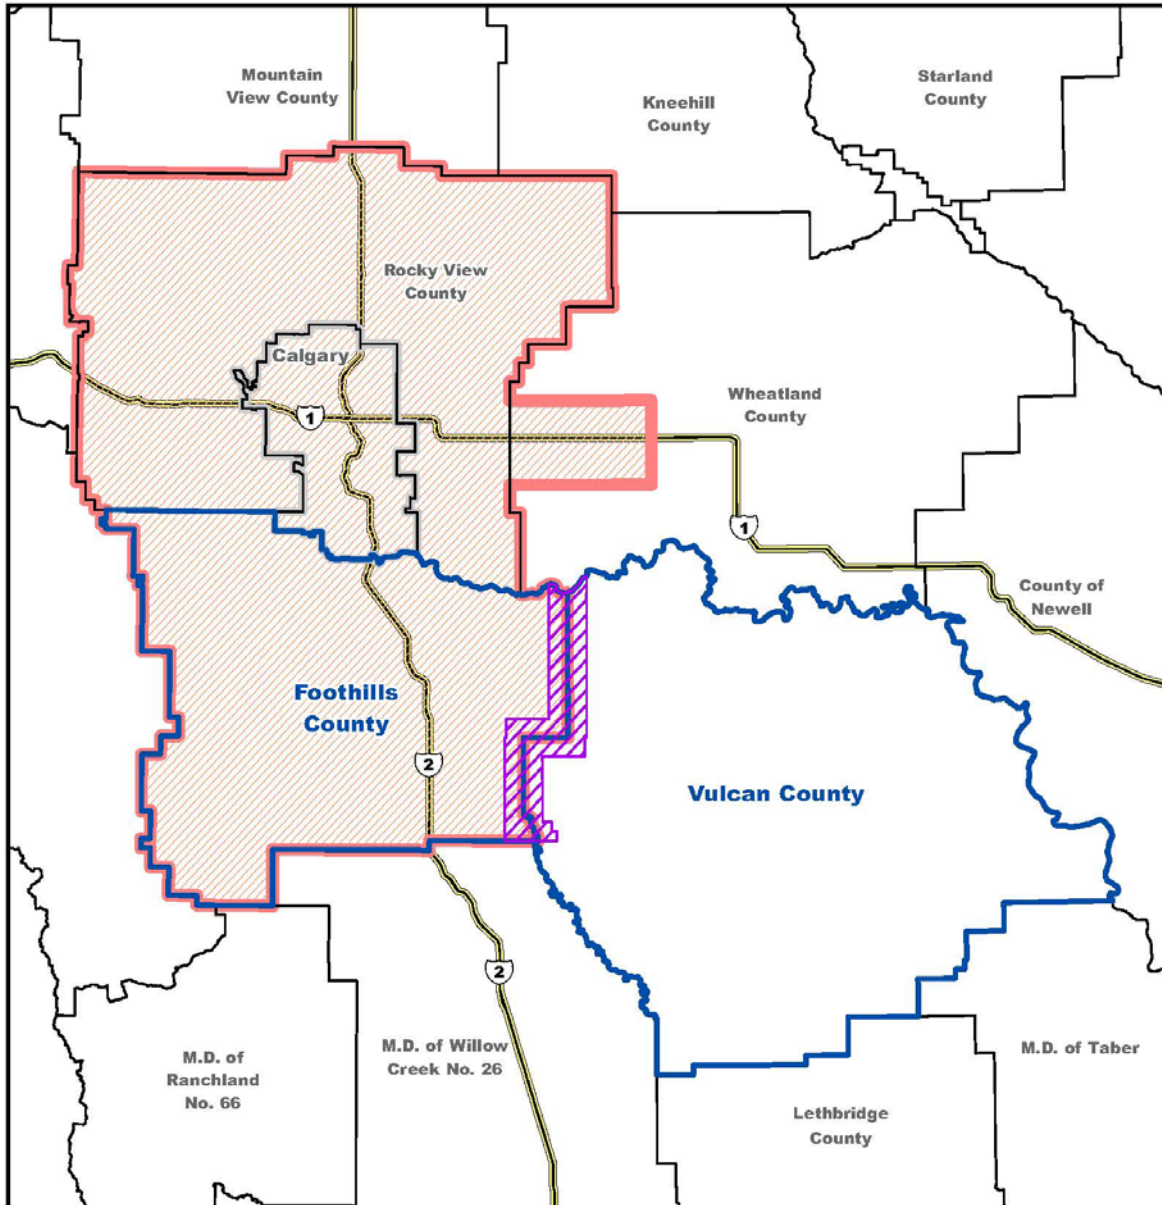 Mountain
View County
Starland
County
Kneehill
County
Rocky View
County
Calgary
Wheatland
County
1
1
County of
Newell
Foothills
County
2
Vulcan County
2
M.D. of
Ranchland
No. 66
M.D. of Willow
Creek No. 26
M.D. of Taber
Lethbridge
County